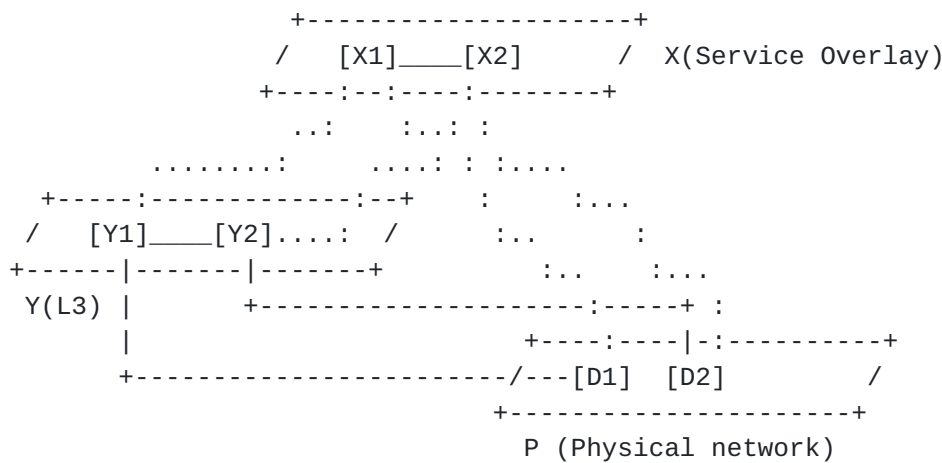 [X1]____[X2] X(Service Overlay)
[Y1]____[Y2]
Y(L3)
[D1] [D2]
P (Physical network)